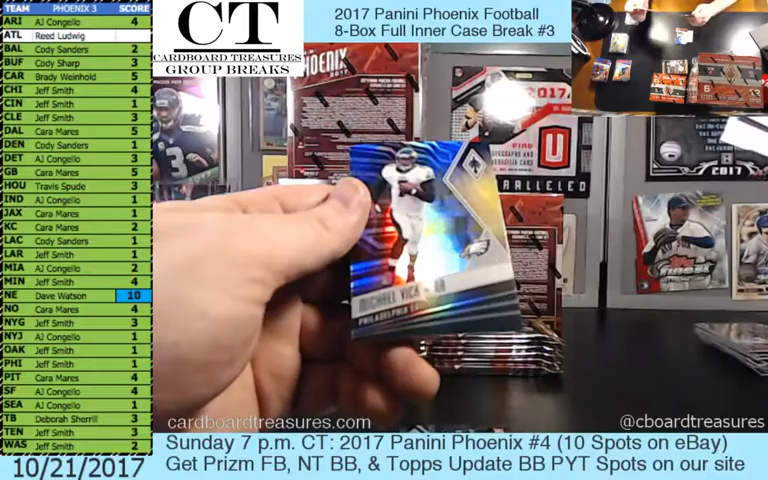 TEAM PHOENIX 3 SCORE
ARI AJ Congello 4
ATL Reed Ludwig
BAL Cody Sanders 2
BUF Cody Sharp 3
CAR Brady Weinhold 5
CHI Jeff Smith 4
CIN Jeff Smith 1
CLE Jeff Smith 3
DAL Cara Mares 5
DEN Cody Sanders 1
DET AJ Congello 3
GB Cara Mares 5
HOU Travis Spude 3
IND AJ Congello 1
JAX Cara Mares 1
KC Cara Mares 2
LAC Cody Sanders 1
LAR Jeff Smith 1
MIA AJ Congello 2
MIN Jeff Smith 4
NE Dave Watson 10
NO Cara Mares 4
NYG Jeff Smith 3
NYJ AJ Congello 1
OAK Jeff Smith 1
PHI Jeff Smith 1
PIT Cara Mares 4
SF AJ Congello 4
SEA AJ Congello 1
TB Deborah Sherrill 3
TEN Jeff Smith 3
WAS Jeff Smith 2
10/21/2017
CT
CARDBOARD TREASURES
GROUP BREAKS
2017 Panini Phoenix Football
8-Box Full Inner Case Break #3
PHOENIX
2017
FIND
U
PARALLELED
2017
topps
MICHAEL VICK
PHILADELPHIA
cardboardtreasures.com
@cboardtreasures
Sunday 7 p.m. CT: 2017 Panini Phoenix #4 (10 Spots on eBay)
Get Prizm FB, NT BB, & Topps Update BB PYT Spots on our site